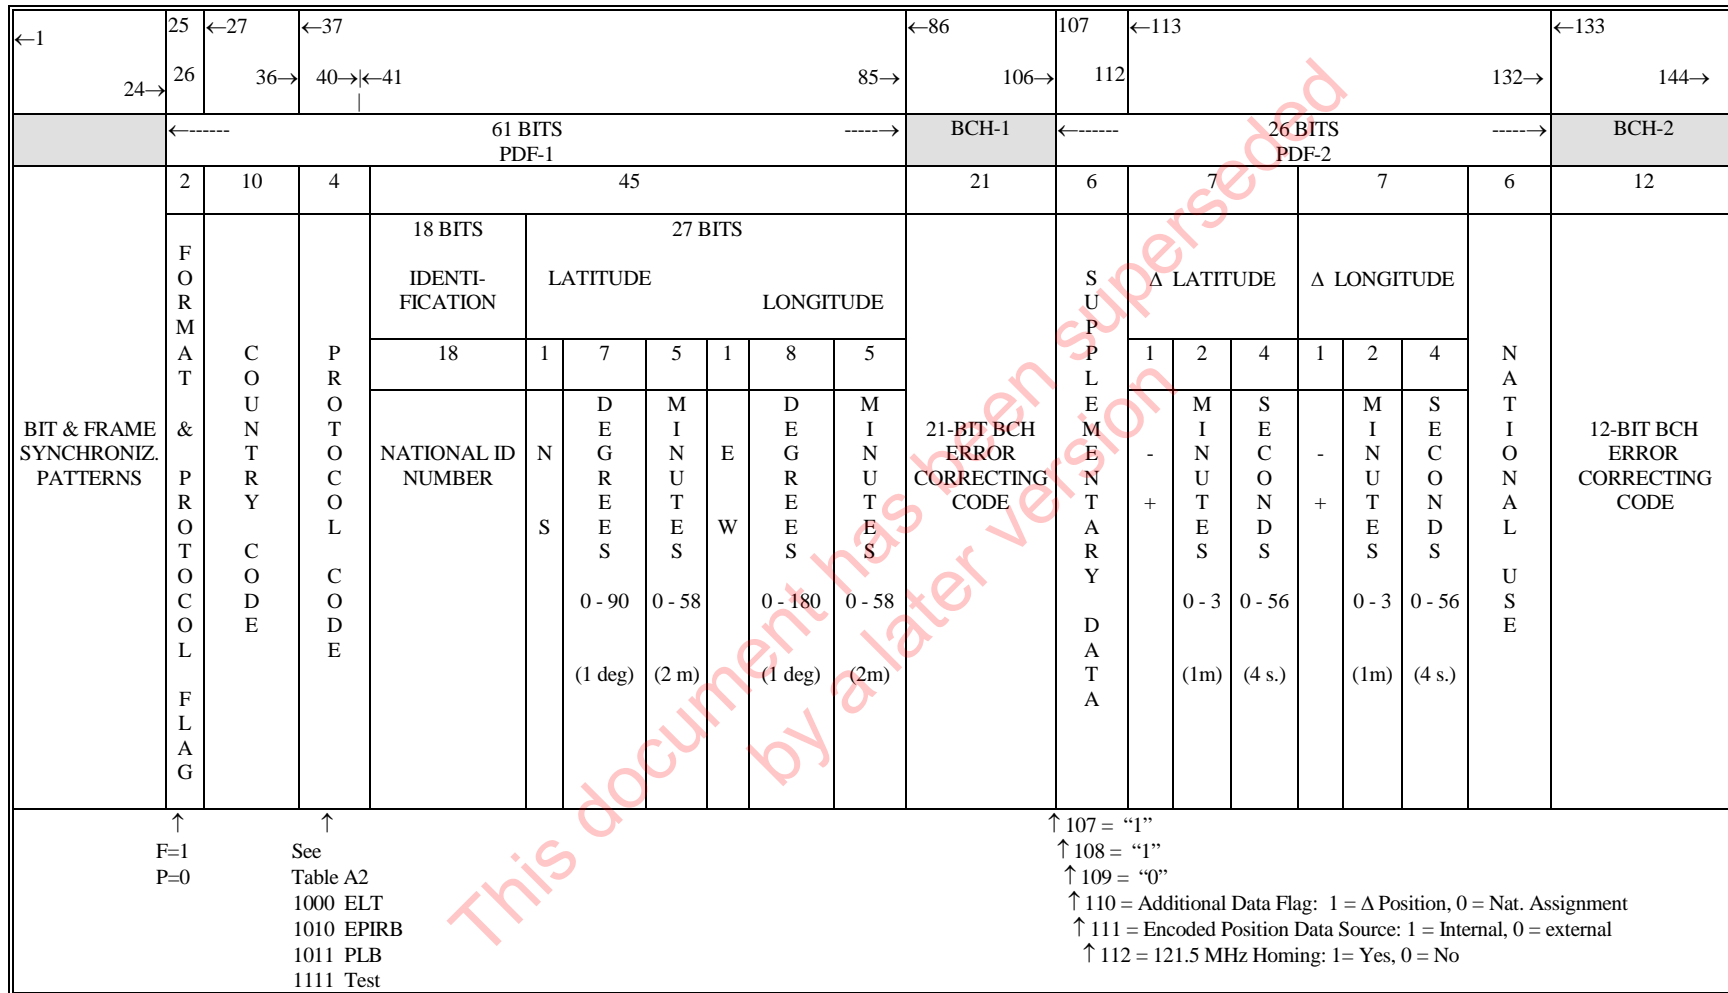 ←1 25 ←27 ←37 ←86 107 ←113 ←133
24→ 26 36→ 40→|←41 85→ 106→ 112 132→ 144→
|
←------ 61 BITS -----→ BCH-1 ←------ 26 BITS -----→ BCH-2
PDF-1 PDF-2
2 10 4 45 21 6 7 7 6 12
BIT & FRAME
SYNCHRONIZ.
PATTERNS
FORMAT & PROTOCOL FLAG
COUNTRY CODE
PROTOCOL CODE
18 BITS
IDENTI-
FICATION
18
NATIONAL ID
NUMBER
27 BITS
LATITUDE
LONGITUDE
1 7 5 1 8 5
N
S
DEGREES
0 - 90
(1 deg)
MINUTES
0 - 58
(2 m)
E
W
DEGREES
0 - 180
(1 deg)
MINUTES
0 - 58
(2m)
21-BIT BCH
ERROR
CORRECTING
CODE
SUPPLEMENTARY DATA
Δ LATITUDE
1 2 4
-
+
MINUTES
0 - 3
(1m)
SECONDS
0 - 56
(4 s.)
Δ LONGITUDE
1 2 4
-
+
MINUTES
0 - 3
(1m)
SECONDS
0 - 56
(4 s.)
NATIONAL USE
12-BIT BCH
ERROR
CORRECTING
CODE
↑
F=1
P=0
↑
See
Table A2
1000 ELT
1010 EPIRB
1011 PLB
1111 Test
↑ 107 = “1”
↑ 108 = “1”
↑ 109 = “0”
↑ 110 = Additional Data Flag: 1 = Δ Position, 0 = Nat. Assignment
↑ 111 = Encoded Position Data Source: 1 = Internal, 0 = external
↑ 112 = 121.5 MHz Homing: 1= Yes, 0 = No
This document has been superseded
by a later version